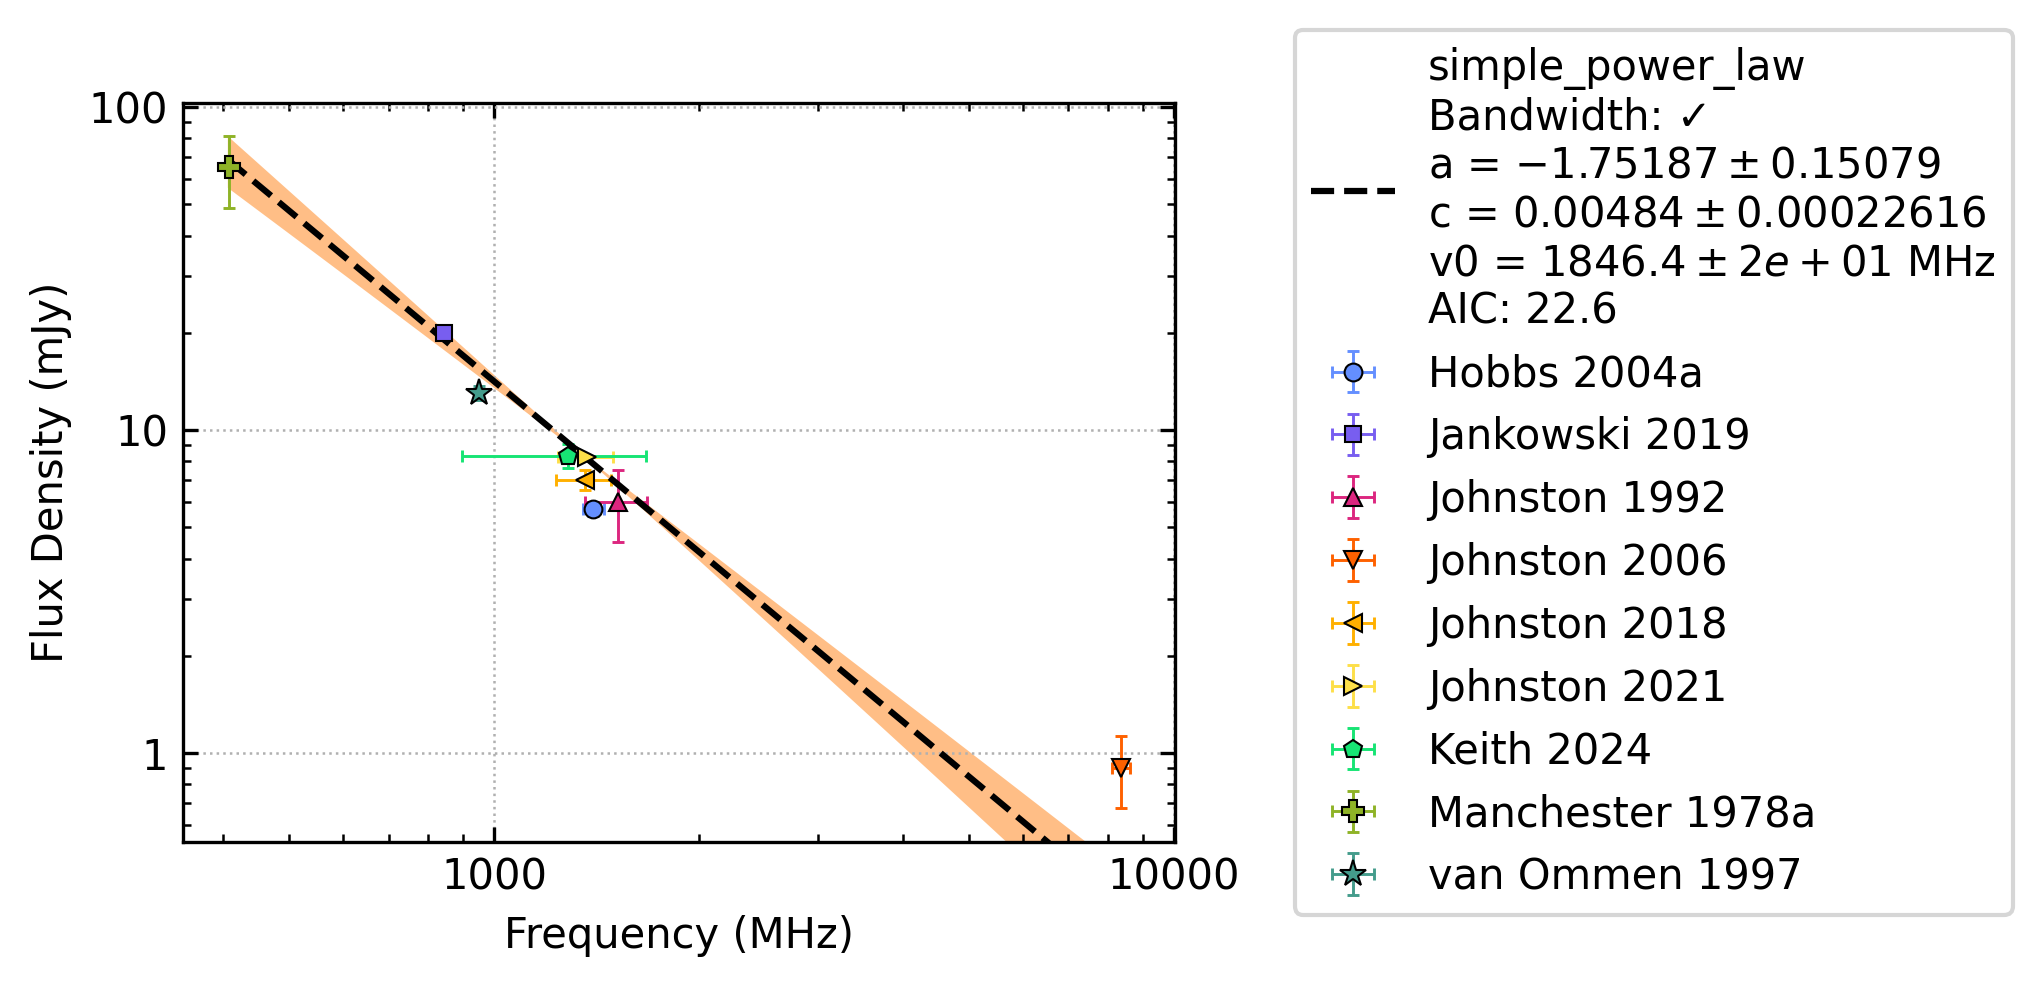 100
10
1
1000
10000
Flux Density (mJy)
Frequency (MHz)
simple_power_law
Bandwidth: ✓
a = −1.75187 ± 0.15079
c = 0.00484 ± 0.00022616
v0 = 1846.4 ± 2e + 01 MHz
AIC: 22.6
Hobbs 2004a
Jankowski 2019
Johnston 1992
Johnston 2006
Johnston 2018
Johnston 2021
Keith 2024
Manchester 1978a
van Ommen 1997